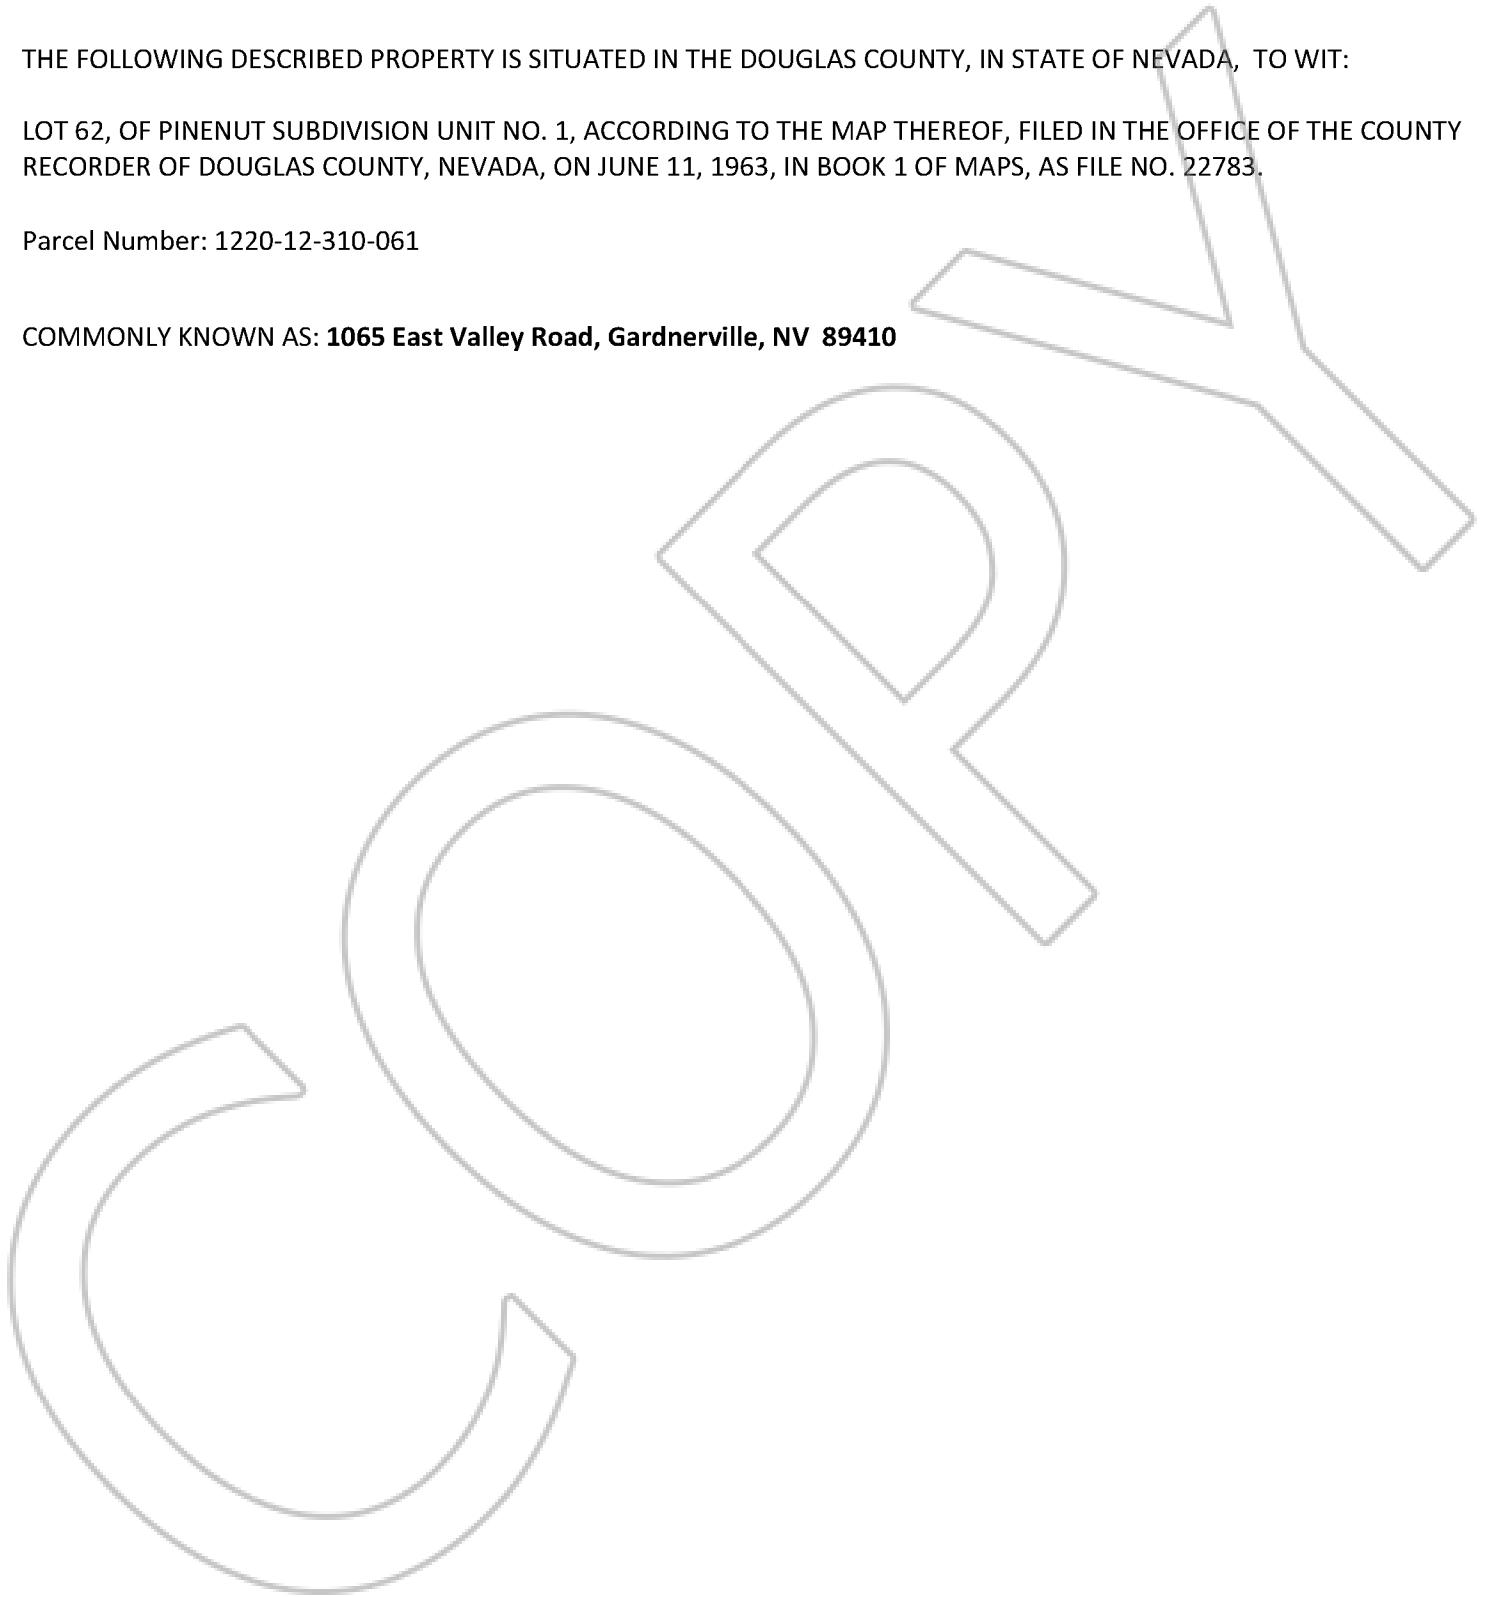 THE FOLLOWING DESCRIBED PROPERTY IS SITUATED IN THE DOUGLAS COUNTY, IN STATE OF NEVADA,  TO WIT:
LOT 62, OF PINENUT SUBDIVISION UNIT NO. 1, ACCORDING TO THE MAP THEREOF, FILED IN THE OFFICE OF THE COUNTY
RECORDER OF DOUGLAS COUNTY, NEVADA, ON JUNE 11, 1963, IN BOOK 1 OF MAPS, AS FILE NO. 22783.
Parcel Number: 1220-12-310-061
COMMONLY KNOWN AS: 1065 East Valley Road, Gardnerville, NV  89410
COPY